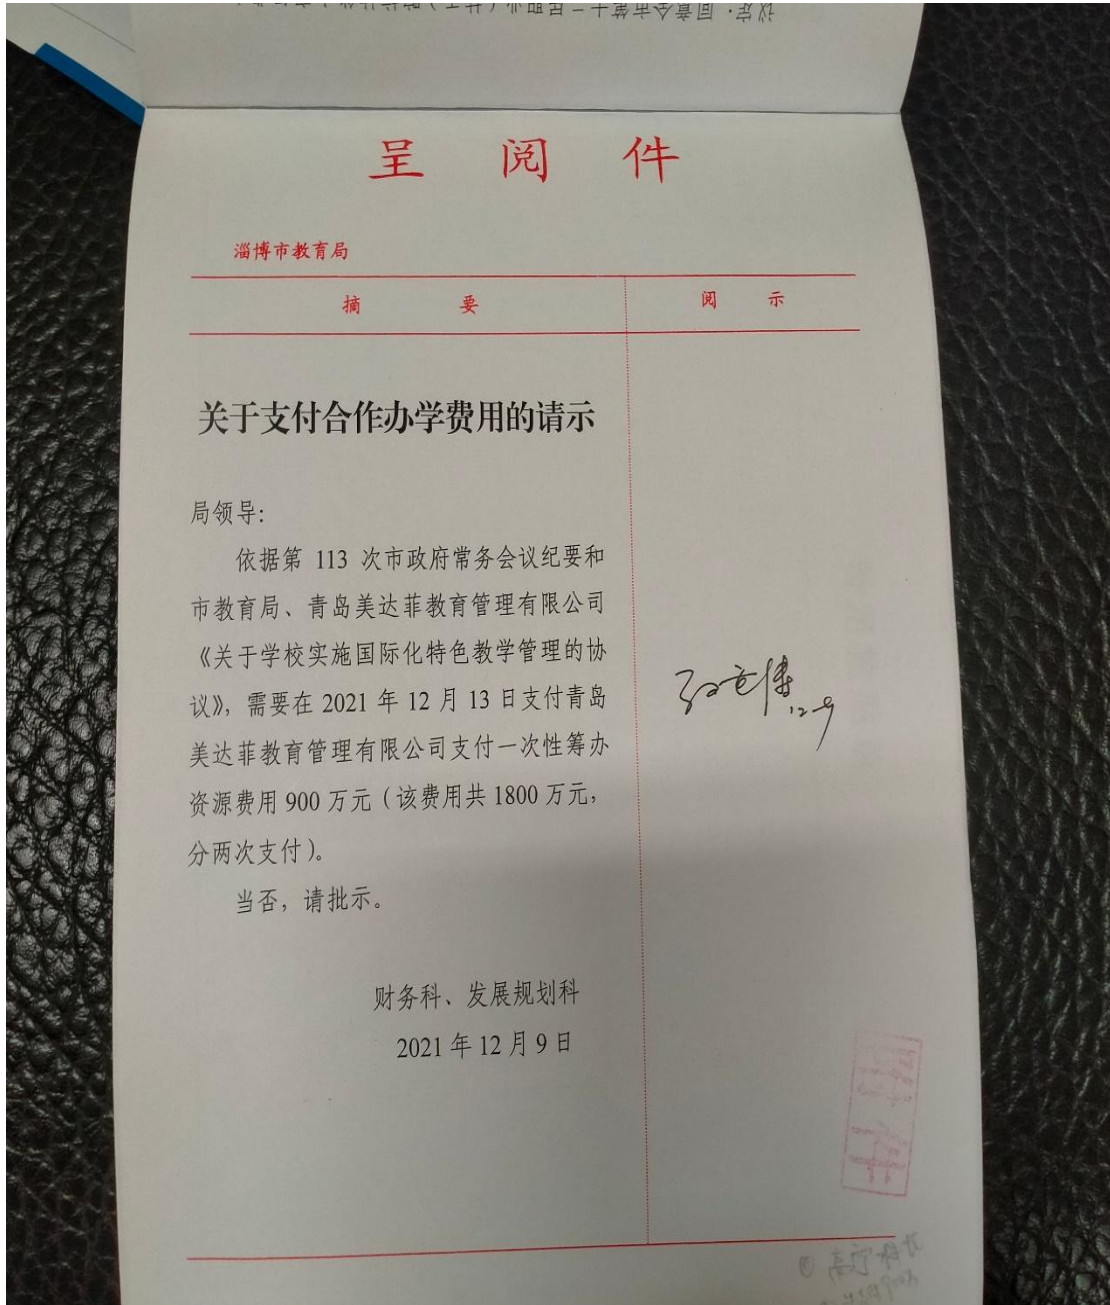 呈阅件
淄博市教育局
摘要
阅示
关于支付合作办学费用的请示
局领导:
依据第 113 次市政府常务会议纪要和
市教育局、青岛美达菲教育管理有限公司
《关于学校实施国际化特色教学管理的协
议》,需要在 2021 年 12 月 13 日支付青岛
美达菲教育管理有限公司支付一次性筹办
资源费用 900 万元(该费用共 1800 万元,
分两次支付)。
当否,请批示。
12-9
财务科、发展规划科
2021 年 12 月 9 日
附件